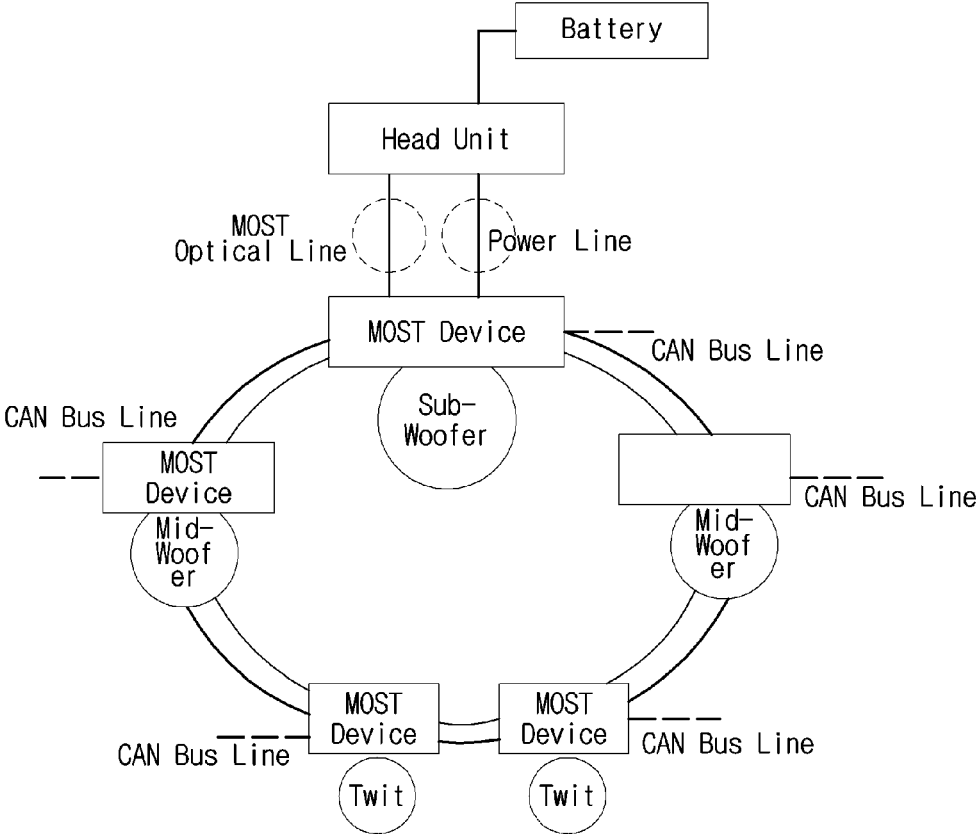 Battery
Head Unit
MOST
Optical Line
Power Line
MOST Device
CAN Bus Line
Sub-
Woofer
CAN Bus Line
MOST
Device
CAN Bus Line
Mid-
Woof
er
Mid-
Woof
er
MOST
Device
MOST
Device
CAN Bus Line
CAN Bus Line
Twit
Twit